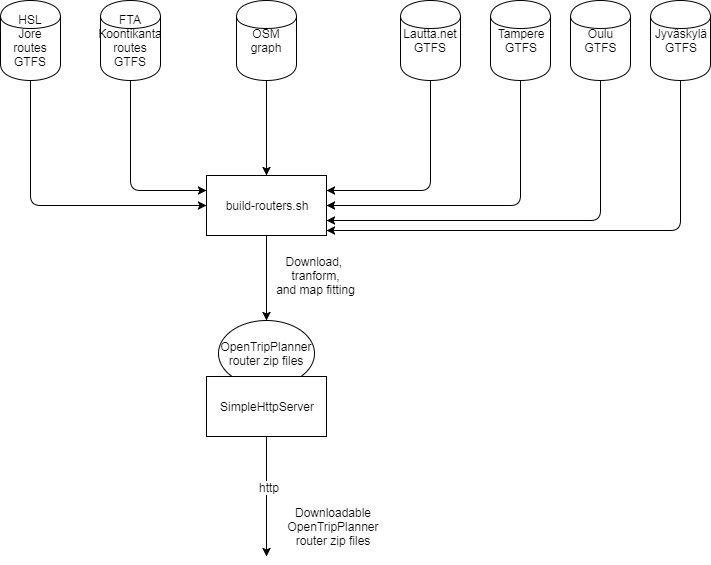 HSL
Jore
routes
GTFS
FTA
Koontikanta
routes
GTFS
OSM
graph
Lautta.net
GTFS
Tampere
GTFS
Oulu
GTFS
Jyväskylä
GTFS
build-routers.sh
Download,
tranform,
and map fitting
OpenTripPlanner
router zip files
SimpleHttpServer
http
Downloadable
OpenTripPlanner
router zip files